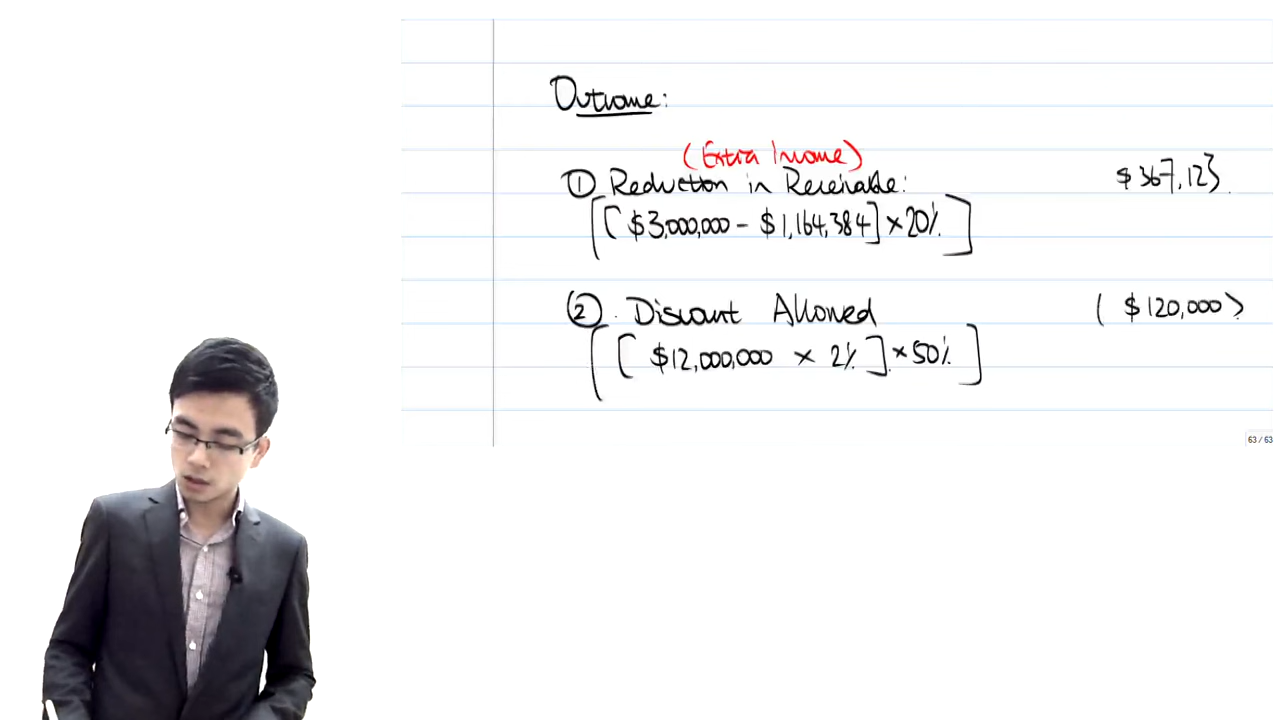 Outcome:
(Extra Income)
① Reduction in Receivable: $367,123.
[[$3,000,000 - $1,164,384] × 20%]
②. Discount Allowed ($120,000)
[[$12,000,000 × 2%] × 50%]
63 / 63